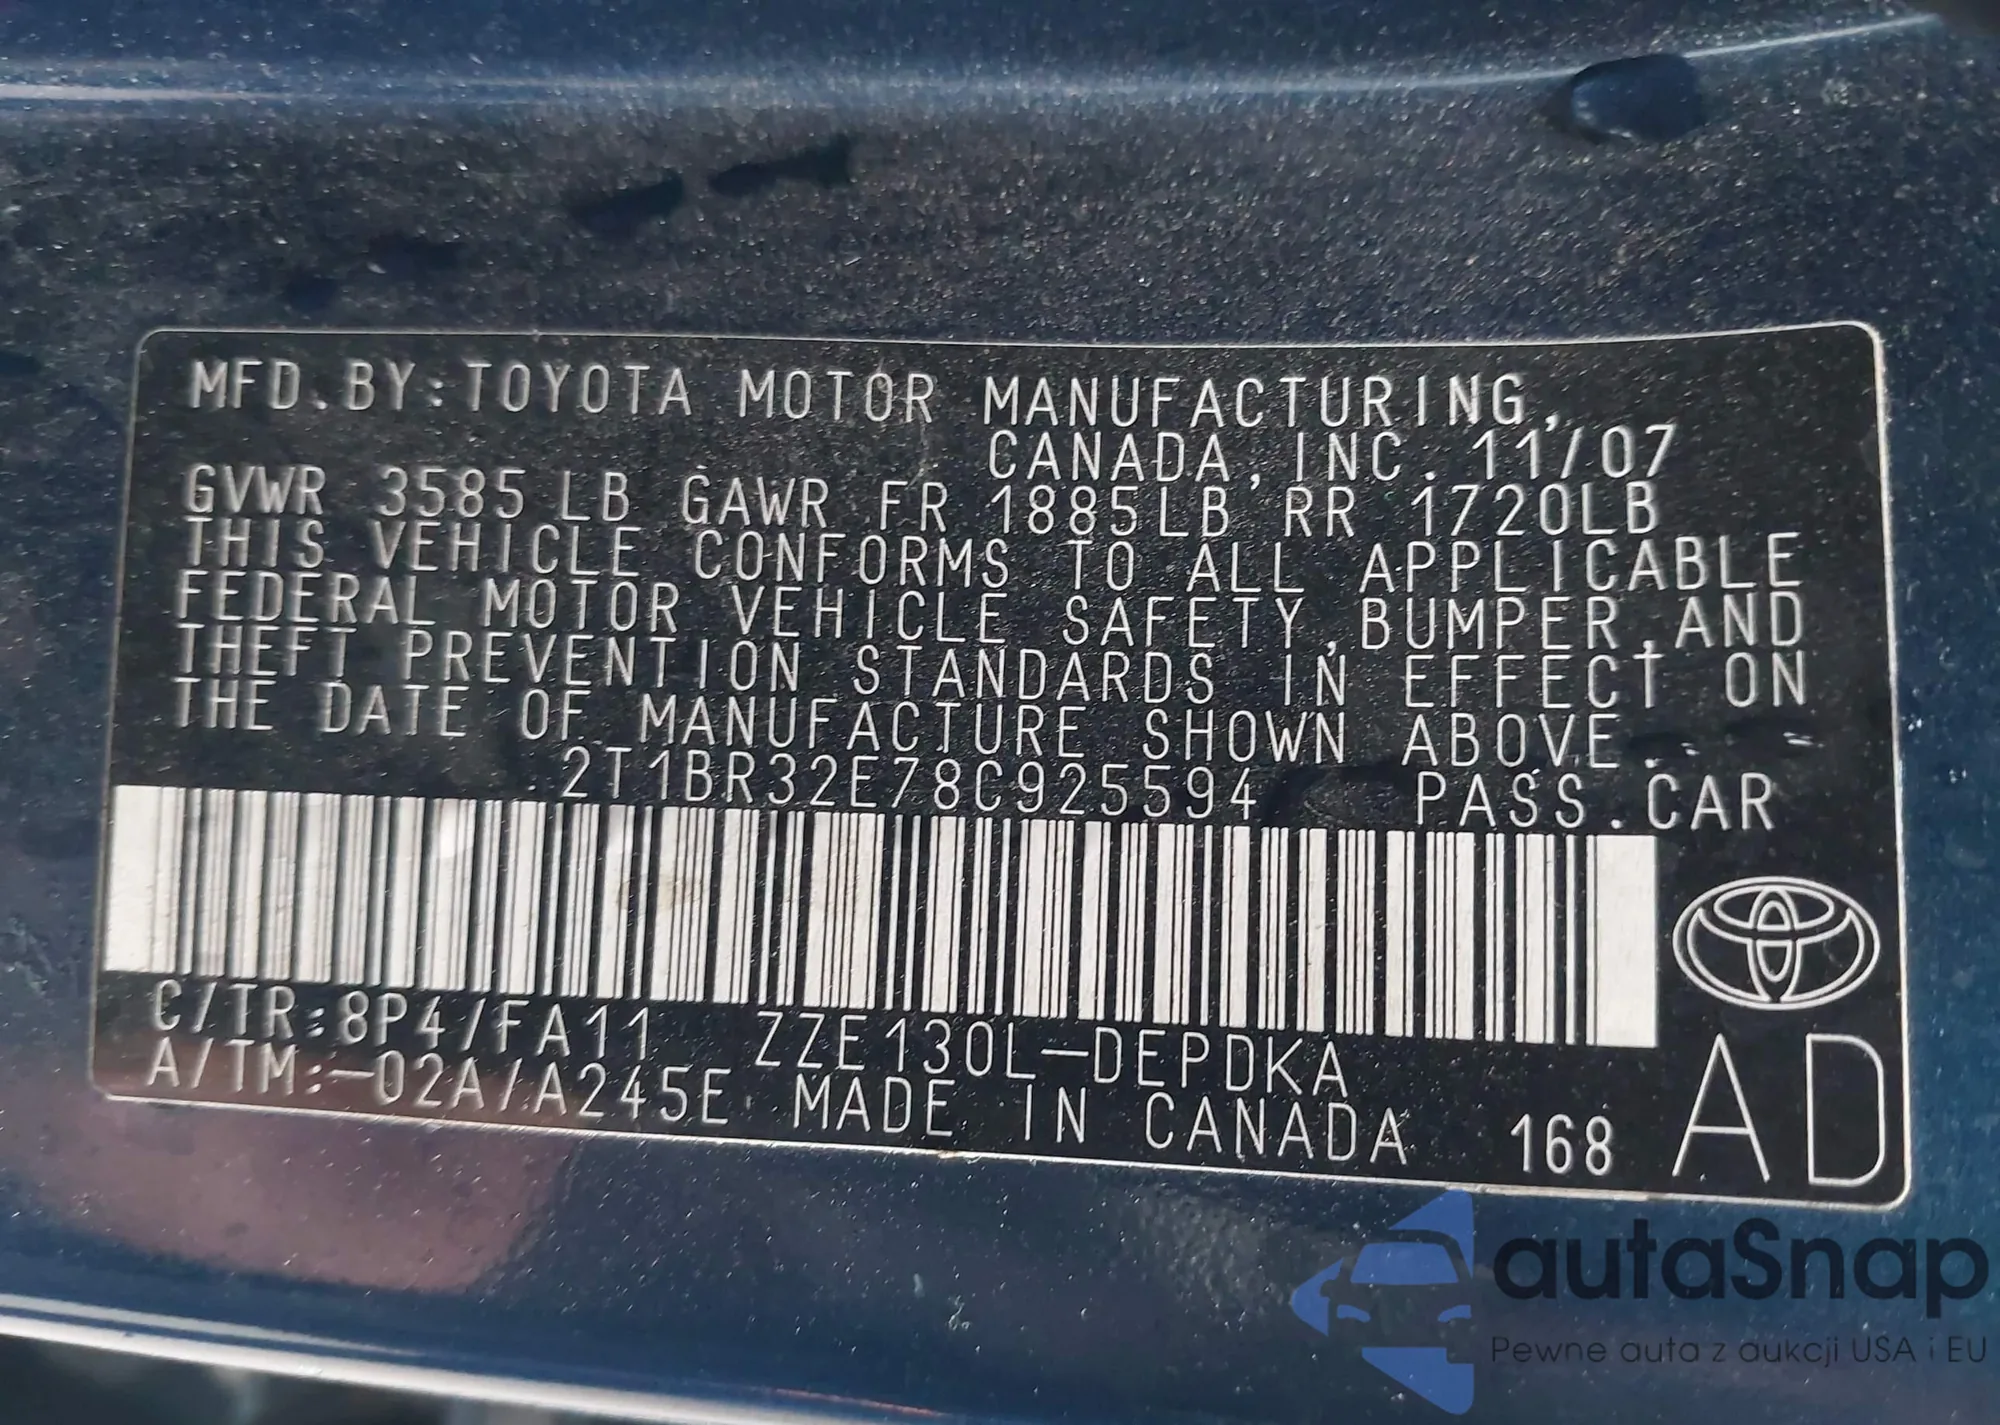 MFD.BY:TOYOTA MOTOR MANUFACTURING,
CANADA,INC. 11/07
GVWR 3585LB GAWR FR 1885LB RR 1720LB
THIS VEHICLE CONFORMS TO ALL APPLICABLE
FEDERAL MOTOR VEHICLE SAFETY,BUMPER,AND
THEFT PREVENTION STANDARDS IN EFFECT ON
THE DATE OF MANUFACTURE SHOWN ABOVE.
2T1BR32E78C925594 PASS.CAR
C/TR:8P4/FA11 ZZE130L-DEPDKA
A/TM:-02A/A245E MADE IN CANADA 168
AD
autaSnap
Pewne auta z aukcji USA i EU